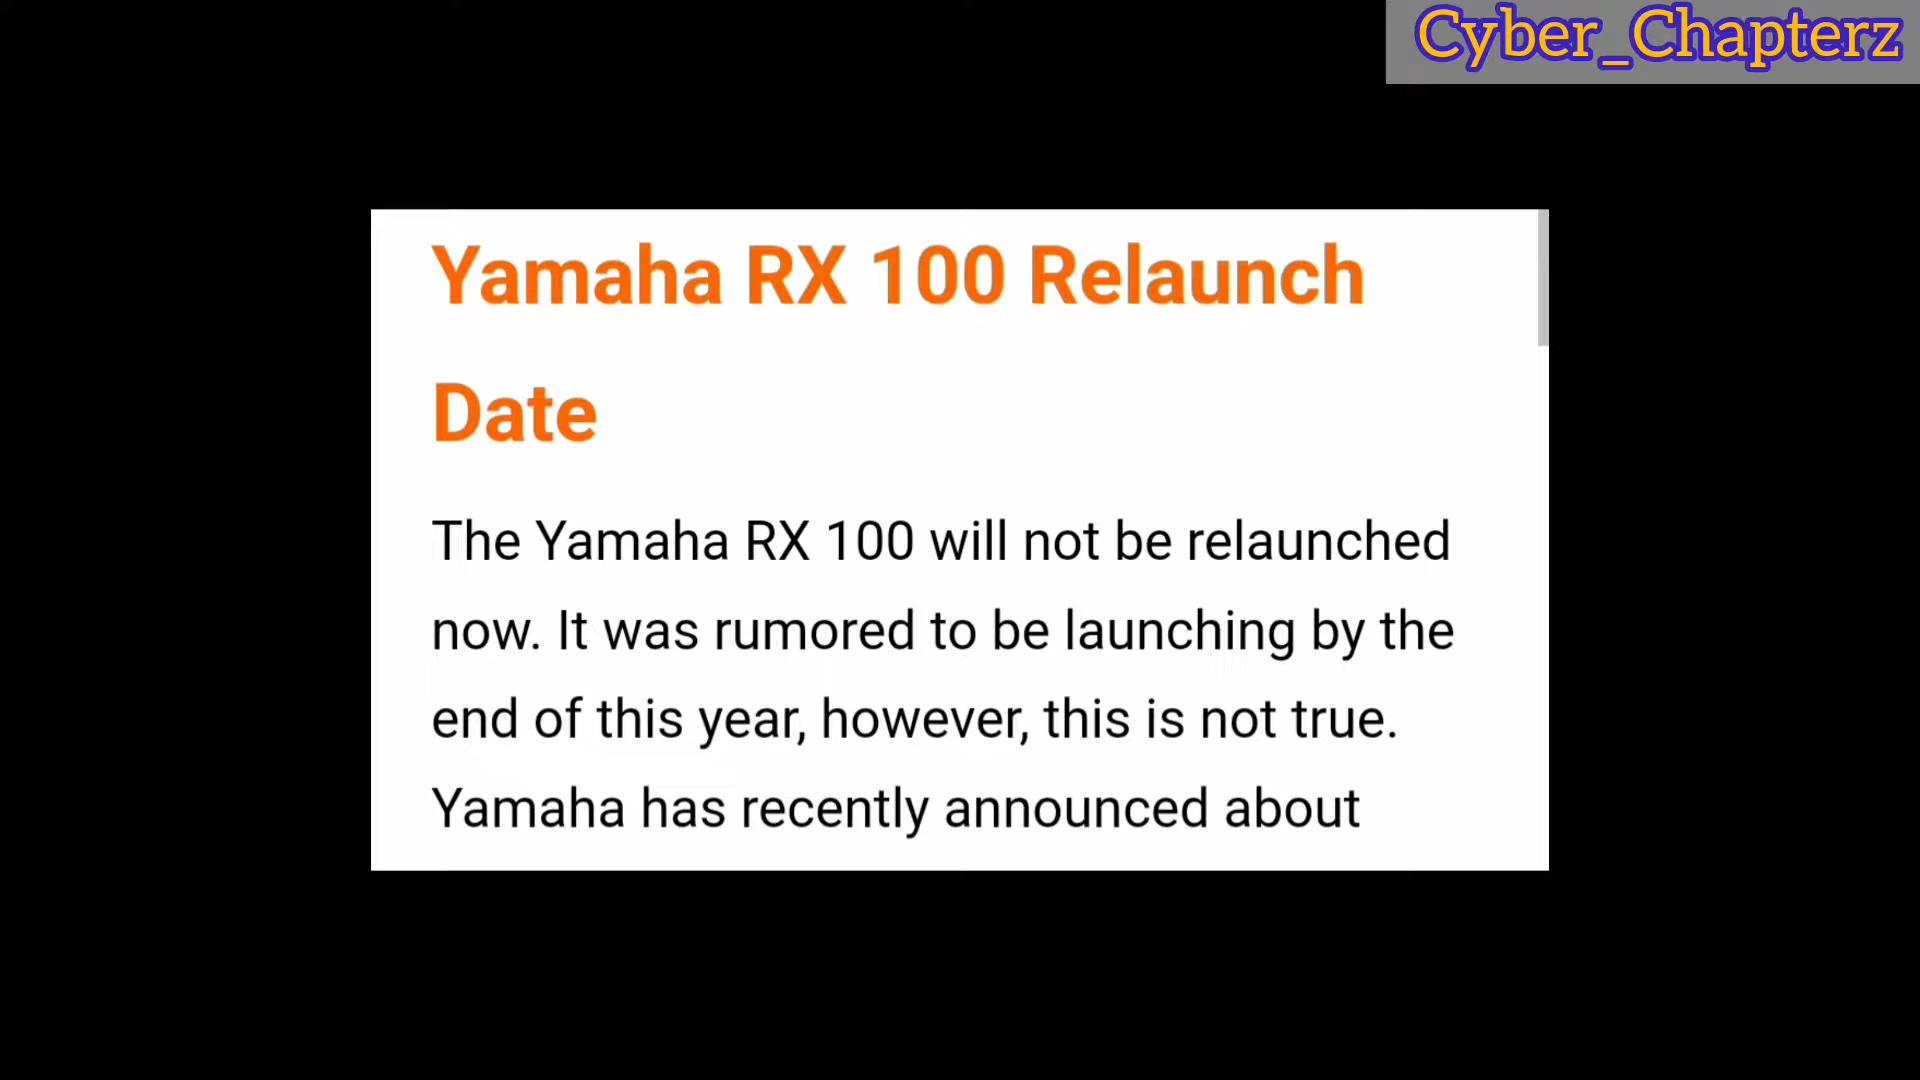 Cyber_Chapterz
Yamaha RX 100 Relaunch
Date
The Yamaha RX 100 will not be relaunched
now. It was rumored to be launching by the
end of this year, however, this is not true.
Yamaha has recently announced about